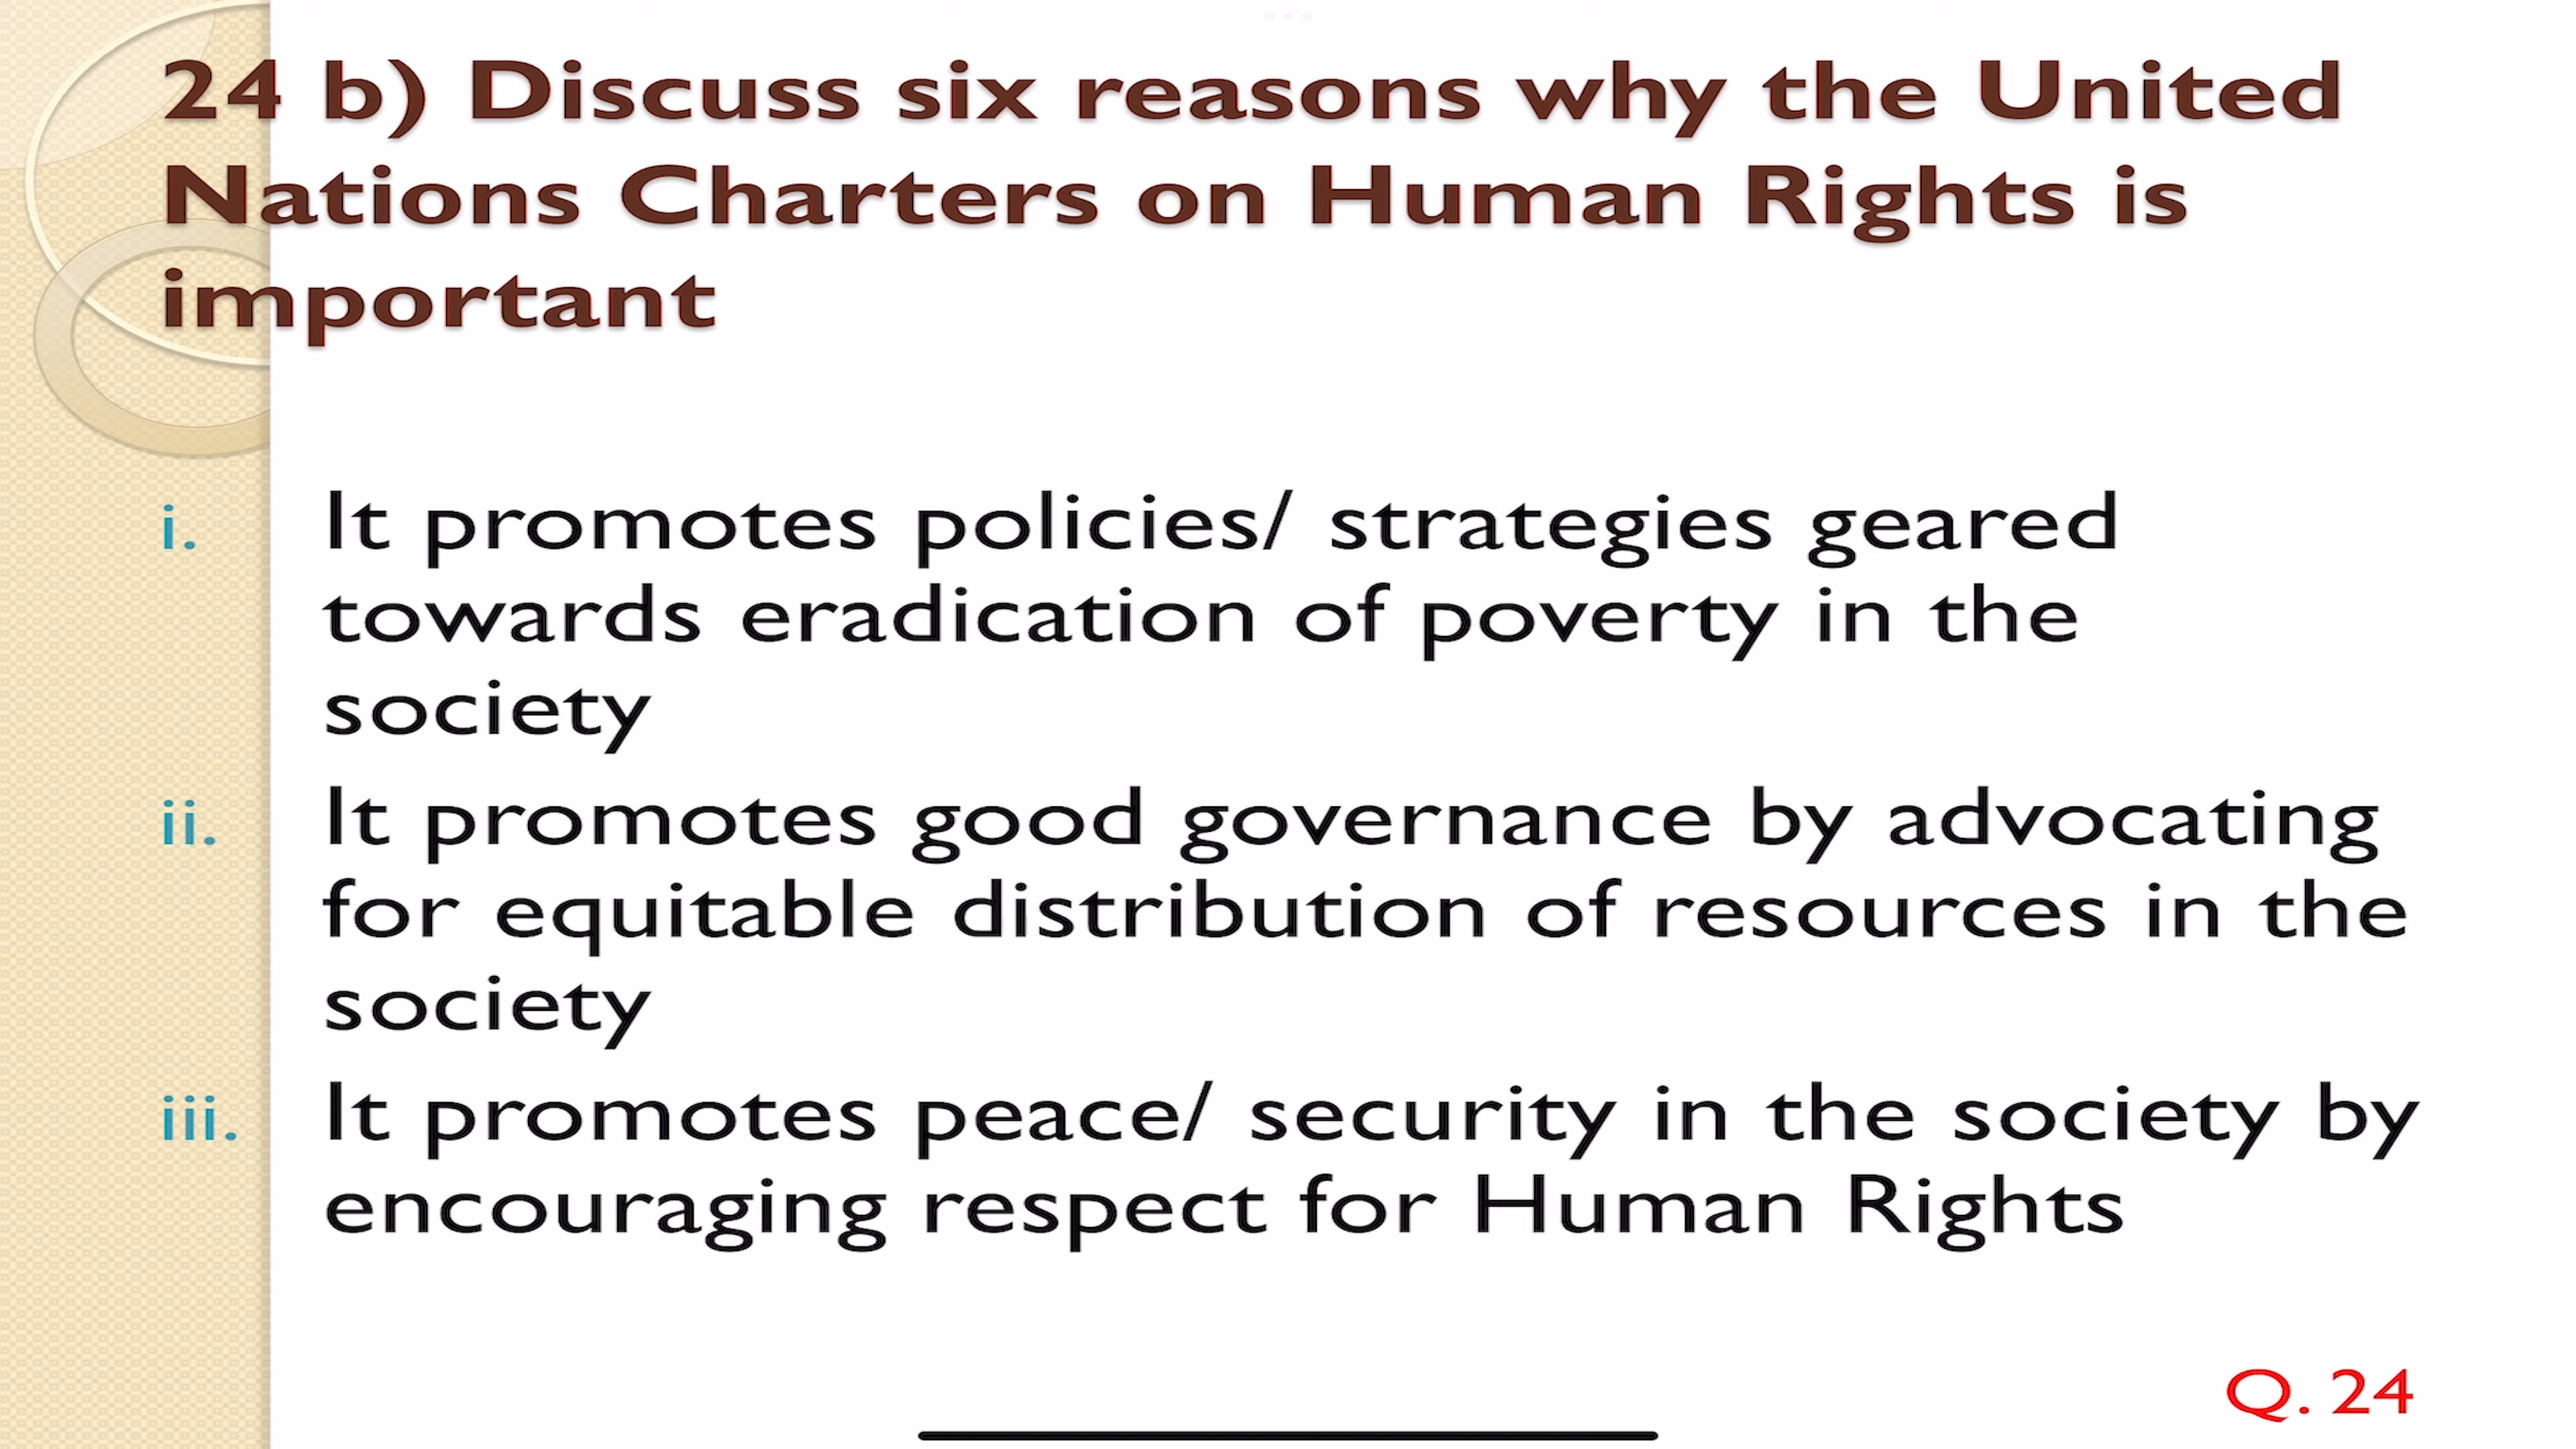 24 b) Discuss six reasons why the United
Nations Charters on Human Rights is
important
i. It promotes policies/ strategies geared
towards eradication of poverty in the
society
ii. It promotes good governance by advocating
for equitable distribution of resources in the
society
iii. It promotes peace/ security in the society by
encouraging respect for Human Rights
Q. 24